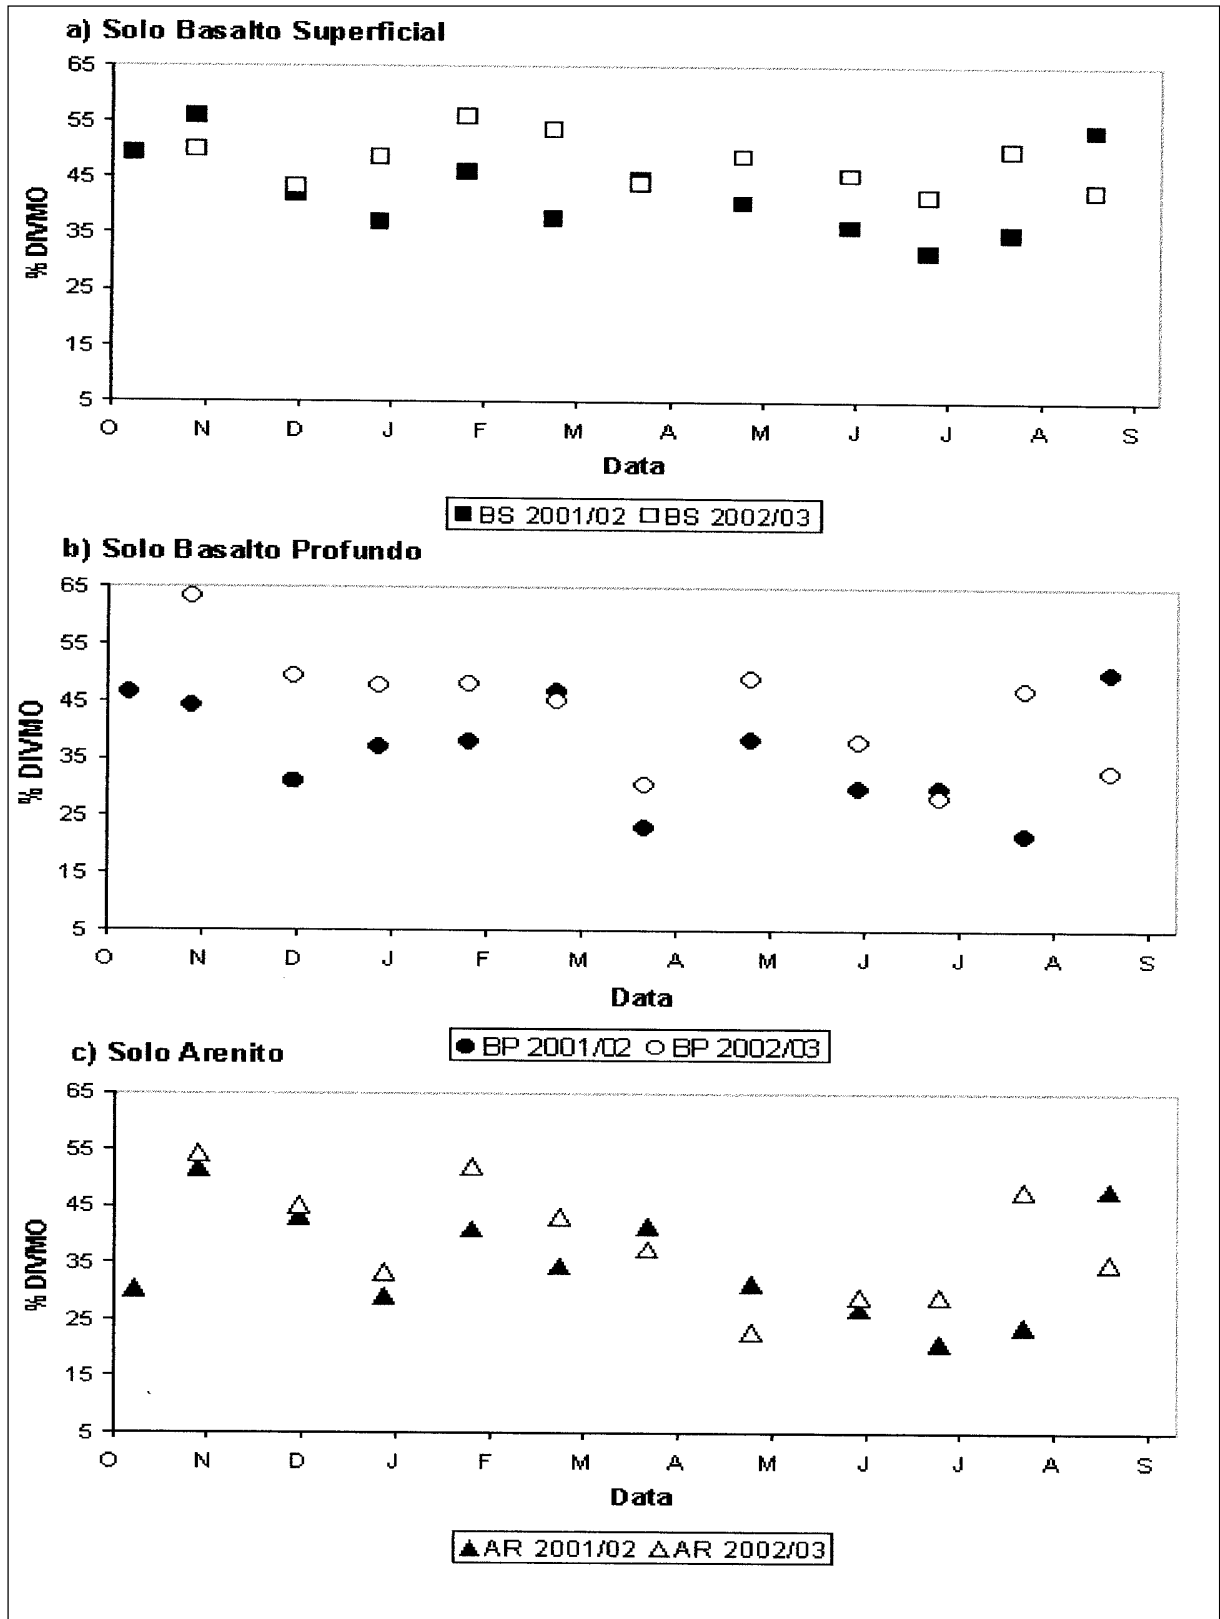 a) Solo Basalto Superficial
65
55
45
35
25
15
5
% DIVMO
O N D J F M A M J J A S
Data
BS 2001/02 BS 2002/03
b) Solo Basalto Profundo
65
55
45
35
25
15
5
% DIVMO
O N D J F M A M J J A S
Data
BP 2001/02 BP 2002/03
c) Solo Arenito
65
55
45
35
25
15
5
% DIVMO
O N D J F M A M J J A S
Data
AR 2001/02 AR 2002/03